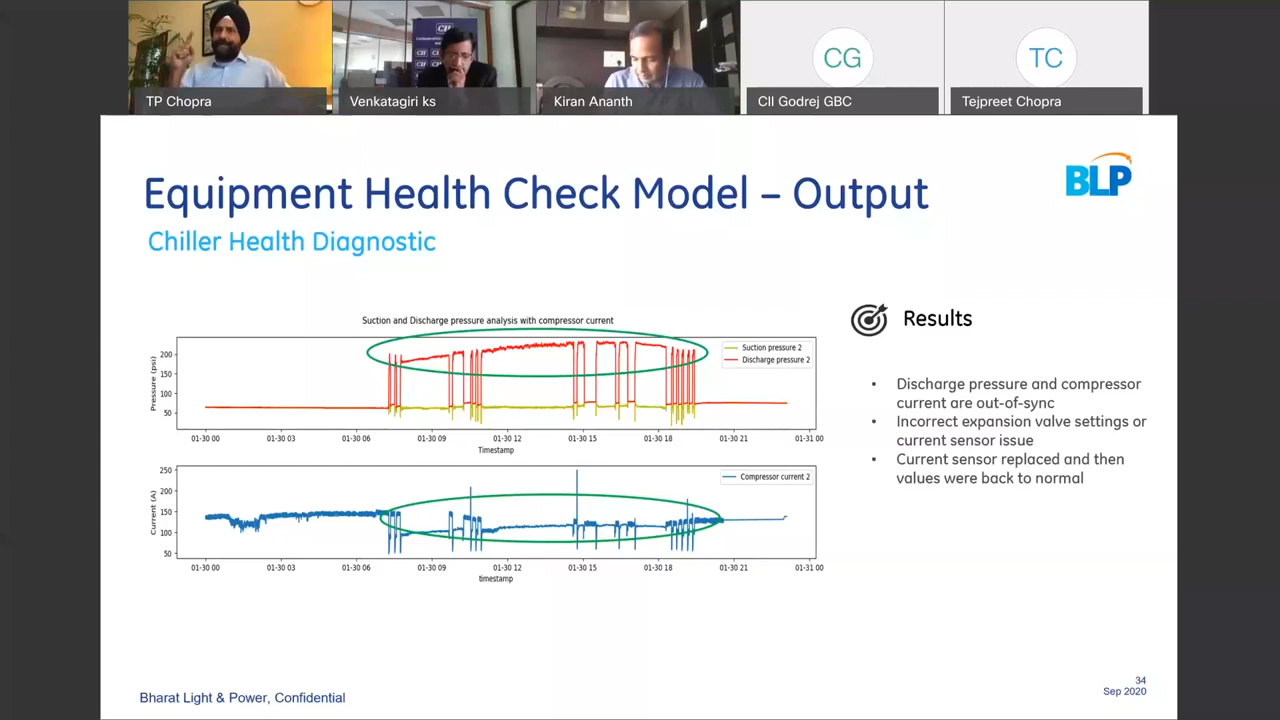 CG
TC
TP Chopra
Venkatagiri ks
Kiran Ananth
CII Godrej GBC
Tejpreet Chopra
CII
Equipment Health Check Model – Output
BLP
Chiller Health Diagnostic
Results
Suction and Discharge pressure analysis with compressor current
Suction pressure 2
Discharge pressure 2
Pressure (psi)
200
150
100
50
01-30 00
01-30 03
01-30 06
01-30 09
01-30 12
01-30 15
01-30 18
01-30 21
01-31 00
Timestamp
Compressor current 2
Current (A)
250
200
150
100
50
01-30 00
01-30 03
01-30 06
01-30 09
01-30 12
01-30 15
01-30 18
01-30 21
01-31 00
timestamp
• Discharge pressure and compressor
current are out-of-sync
• Incorrect expansion valve settings or
current sensor issue
• Current sensor replaced and then
values were back to normal
Bharat Light & Power, Confidential
34
Sep 2020